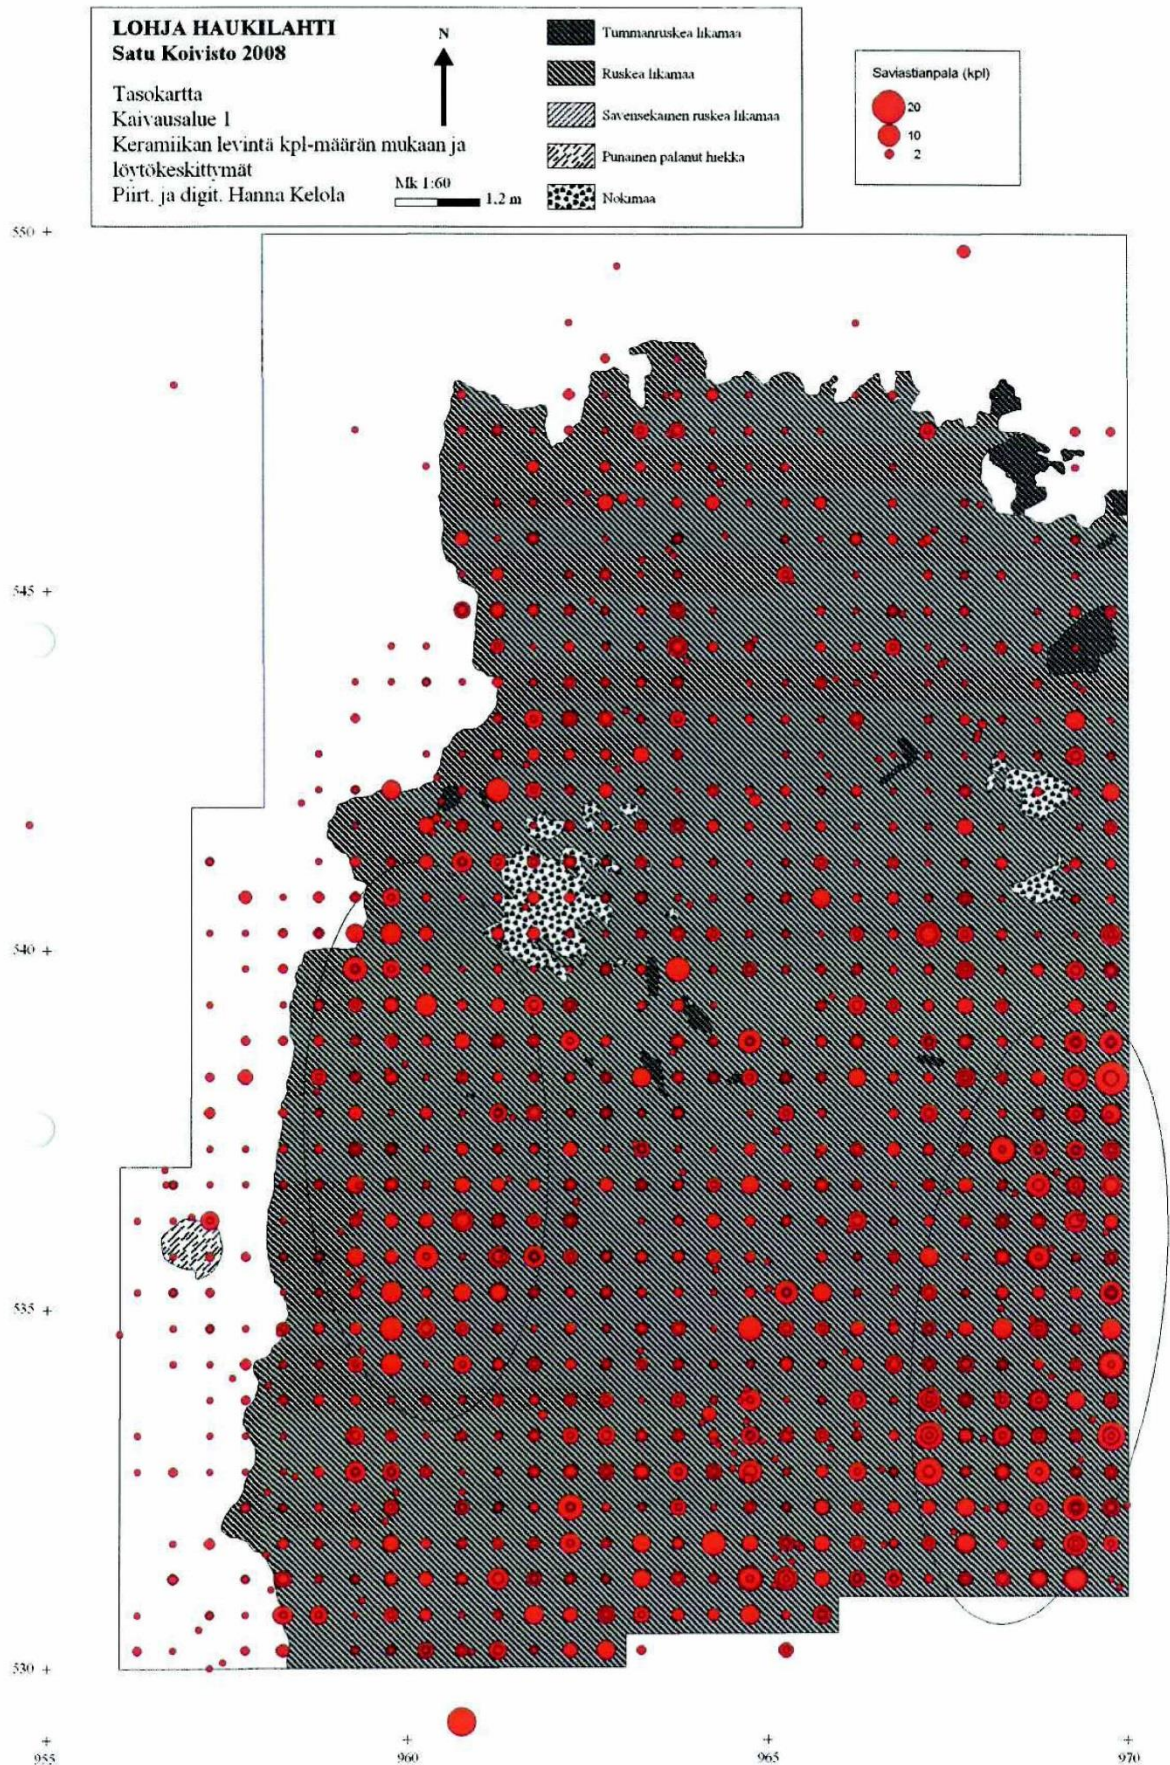 LOHJA HAUKILAHTI
Satu Koivisto 2008
Tasokartta
Kaivausalue 1
Keramiikan levintä kpl-määrän mukaan ja
löytökeskittymät
Piirt. ja digit. Hanna Kelola
N
Mk 1:60
1.2 m
Tummanruskea likamaa
Ruskea likamaa
Savensekainen ruskea likamaa
Punainen palanut hiekka
Nokimaa
Saviastianpala (kpl)
20
10
2
550 +
545 +
540 +
535 +
530 +
+ + + +
955 960 965 970